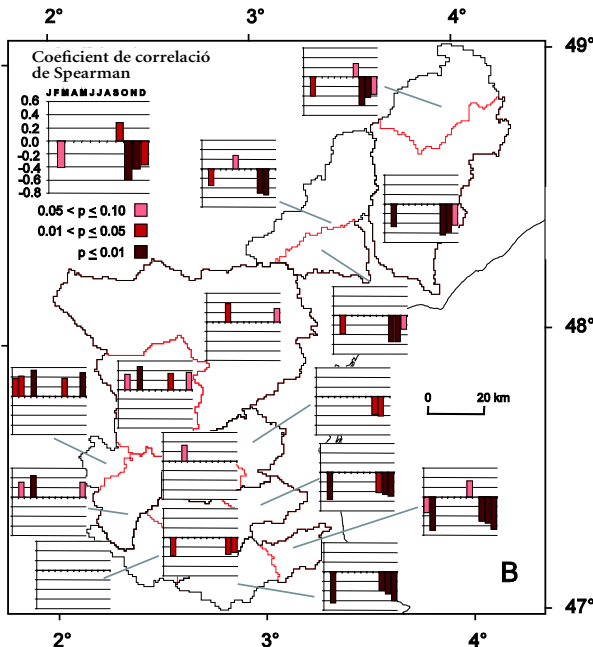 2° 3° 4°
49°
Coeficient de correlació
de Spearman
JFMAMJJASOND
0.6
0.4
0.2
0.0
-0.2
-0.4
-0.6
-0.8
0.05 < p ≤ 0.10
0.01 < p ≤ 0.05
p ≤ 0.01
48°
0 20 km
B
47°
2° 3° 4°